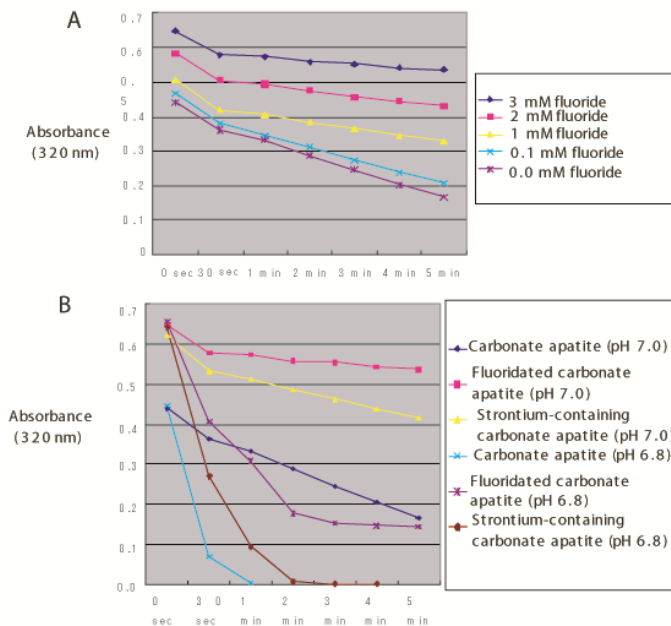 A
0.7
0.6
0.
5
0.4
0.3
0.2
0.1
0
Absorbance
(320 nm)
0 sec
30 sec
1 min
2 min
3 min
4 min
5 min
3 mM fluoride
2 mM fluoride
1 mM fluoride
0.1 mM fluoride
0.0 mM fluoride
B
0.7
0.6
0.5
0.4
0.3
0.2
0.1
0.0
Absorbance
(320 nm)
0
sec
3 0
sec
1
min
2
min
3
min
4
min
5
min
Carbonate apatite (pH 7.0)
Fluoridated carbonate
apatite (pH 7.0)
Strontium-containing
carbonate apatite (pH 7.0)
Carbonate apatite (pH 6.8)
Fluoridated carbonate
apcatite (pH 6.8)
Strontium-containing
carbonate apatite (pH 6.8)